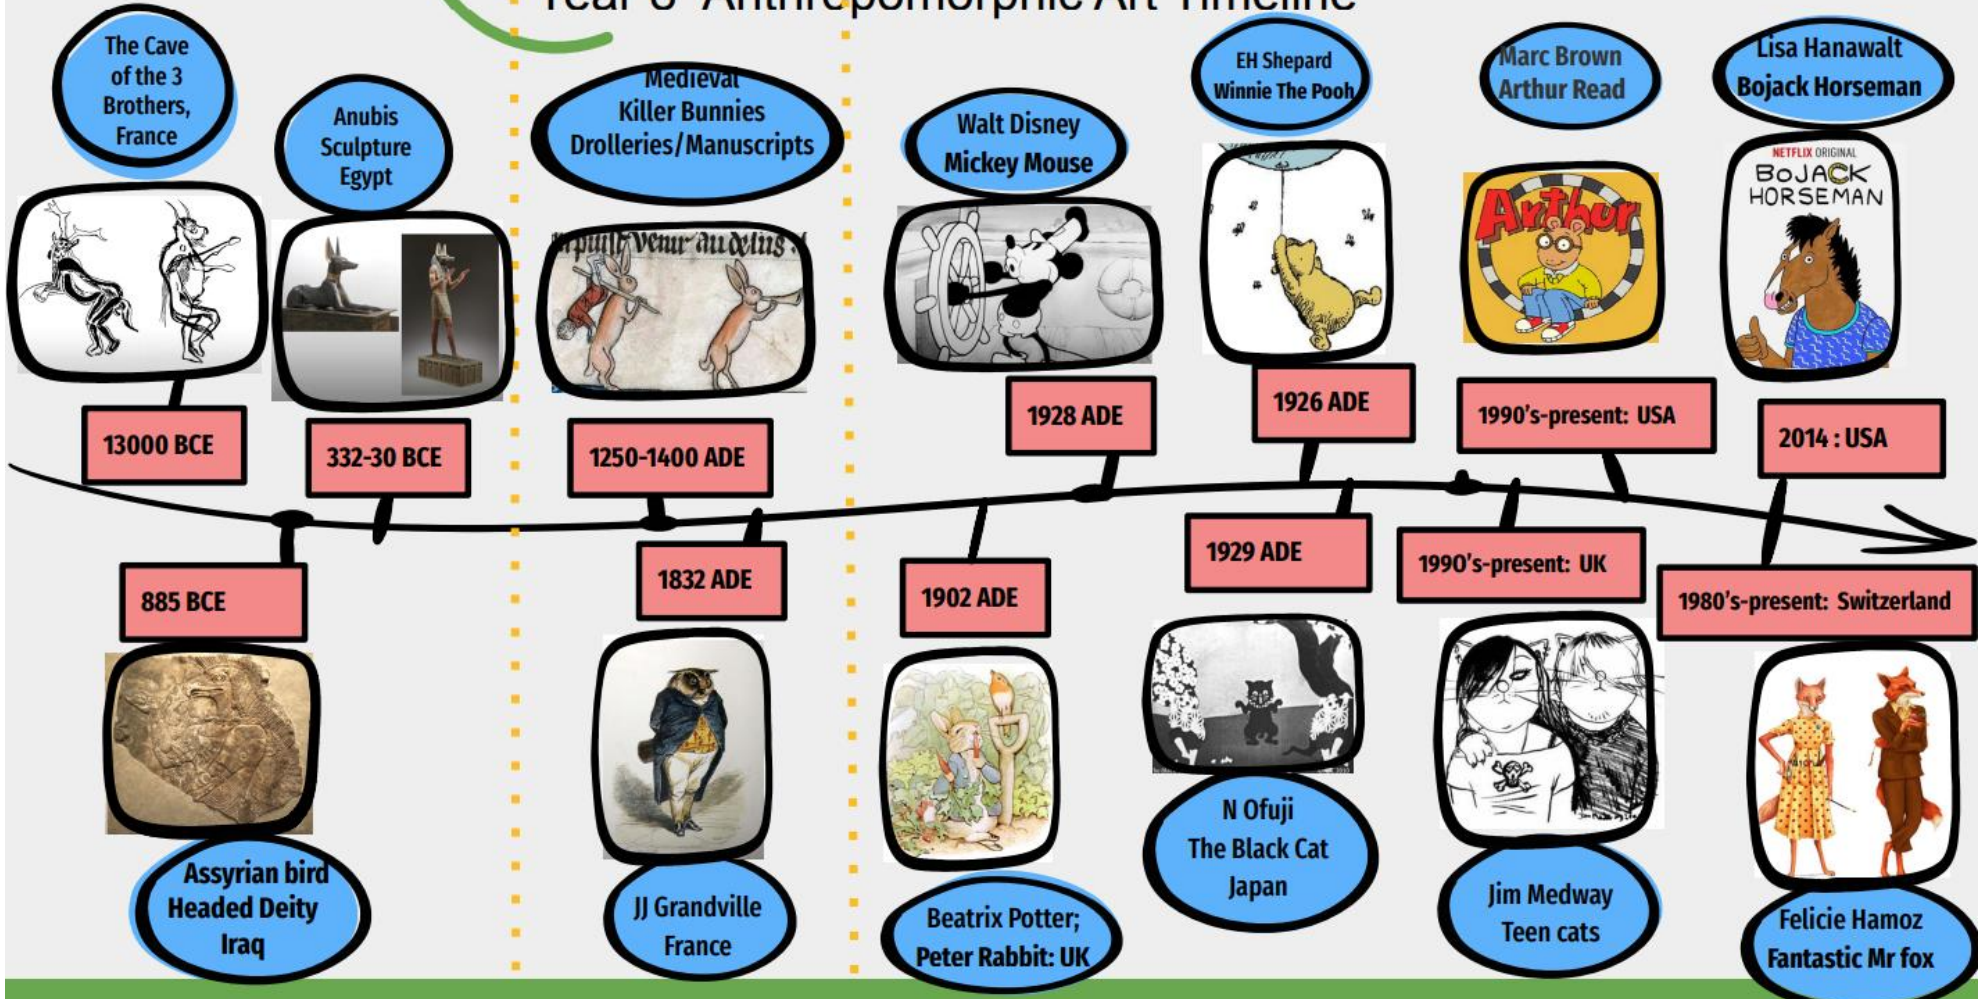 Year 8 Anthropomorphic Art Timeline
The Cave
of the 3
Brothers,
France
Anubis
Sculpture
Egypt
Medieval
Killer Bunnies
Drolleries/Manuscripts
Walt Disney
Mickey Mouse
EH Shepard
Winnie The Pooh
Marc Brown
Arthur Read
Lisa Hanawalt
Bojack Horseman
Arthur
NETFLIX ORIGINAL
BOJACK
HORSEMAN
13000 BCE
332-30 BCE
1250-1400 ADE
1928 ADE
1926 ADE
1990's-present: USA
2014 : USA
885 BCE
1832 ADE
1902 ADE
1929 ADE
1990's-present: UK
1980's-present: Switzerland
Assyrian bird
Headed Deity
Iraq
JJ Grandville
France
Beatrix Potter;
Peter Rabbit: UK
N Ofuji
The Black Cat
Japan
Jim Medway
Teen cats
Felicie Hamoz
Fantastic Mr fox